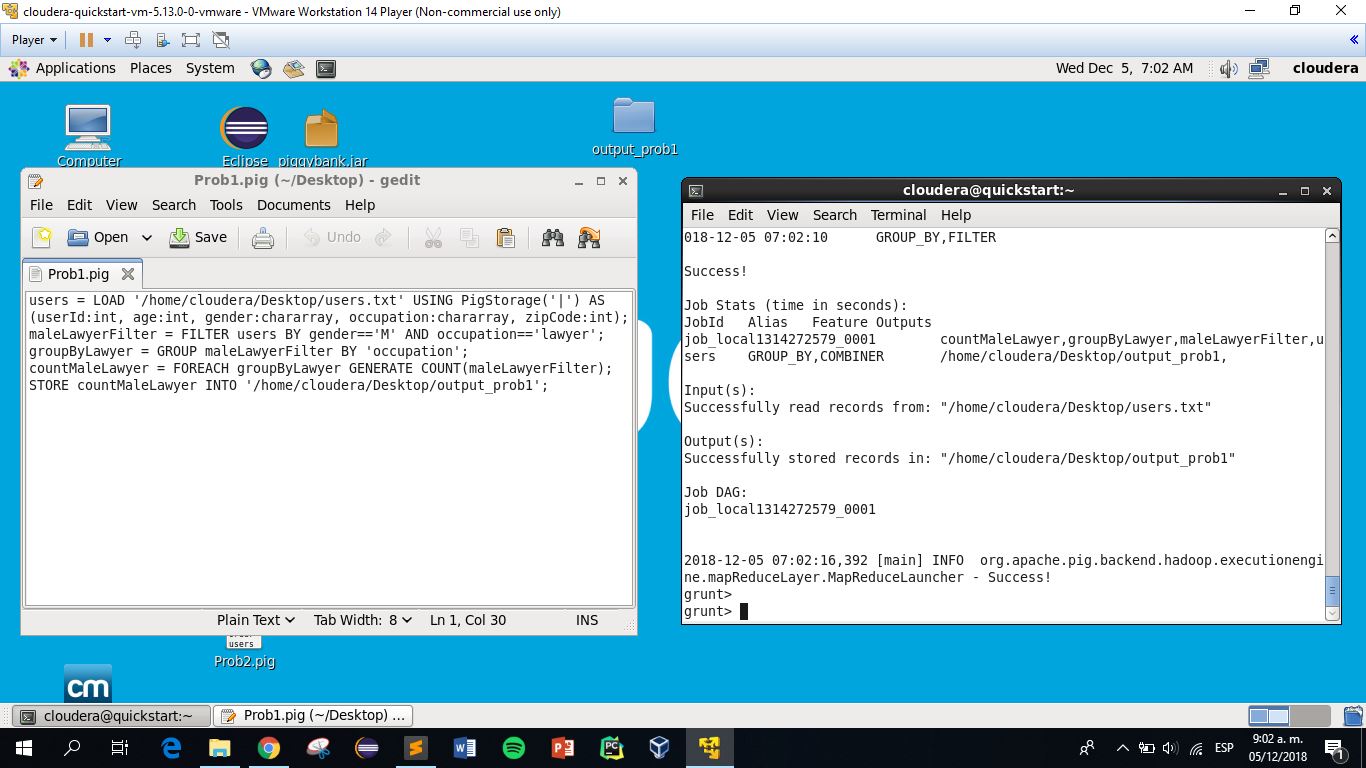 cloudera-quickstart-vm-5.13.0-0-vmware - VMware Workstation 14 Player (Non-commercial use only)
Player
Applications Places System Wed Dec 5, 7:02 AM cloudera
Computer
Eclipse
piggybank.jar
output_prob1
Prob1.pig (~/Desktop) - gedit
File Edit View Search Tools Documents Help
Open Save Undo
Prob1.pig
users = LOAD '/home/cloudera/Desktop/users.txt' USING PigStorage('|') AS
(userId:int, age:int, gender:chararray, occupation:chararray, zipCode:int);
maleLawyerFilter = FILTER users BY gender=='M' AND occupation=='lawyer';
groupByLawyer = GROUP maleLawyerFilter BY 'occupation';
countMaleLawyer = FOREACH groupByLawyer GENERATE COUNT(maleLawyerFilter);
STORE countMaleLawyer INTO '/home/cloudera/Desktop/output_prob1';
Plain Text Tab Width: 8 Ln 1, Col 30 INS
cloudera@quickstart:~
File Edit View Search Terminal Help
018-12-05 07:02:10 GROUP_BY,FILTER
Success!
Job Stats (time in seconds):
JobId Alias Feature Outputs
job_local1314272579_0001 countMaleLawyer,groupByLawyer,maleLawyerFilter,u
sers GROUP_BY,COMBINER /home/cloudera/Desktop/output_prob1,
Input(s):
Successfully read records from: "/home/cloudera/Desktop/users.txt"
Output(s):
Successfully stored records in: "/home/cloudera/Desktop/output_prob1"
Job DAG:
job_local1314272579_0001
2018-12-05 07:02:16,392 [main] INFO org.apache.pig.backend.hadoop.executionengi
ne.mapReduceLayer.MapReduceLauncher - Success!
grunt>
grunt>
users
Prob2.pig
cm
cloudera@quickstart:~ Prob1.pig (~/Desktop) ...
ESP
9:02 a. m.
05/12/2018
1